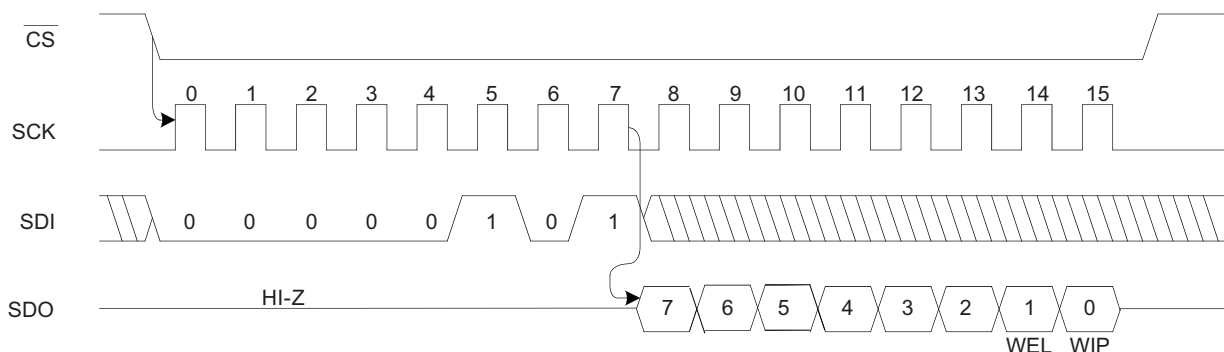 CS
0 1 2 3 4 5 6 7 8 9 10 11 12 13 14 15
SCK
SDI 0 0 0 0 0 1 0 1
HI-Z
SDO 7 6 5 4 3 2 1 0
WEL WIP